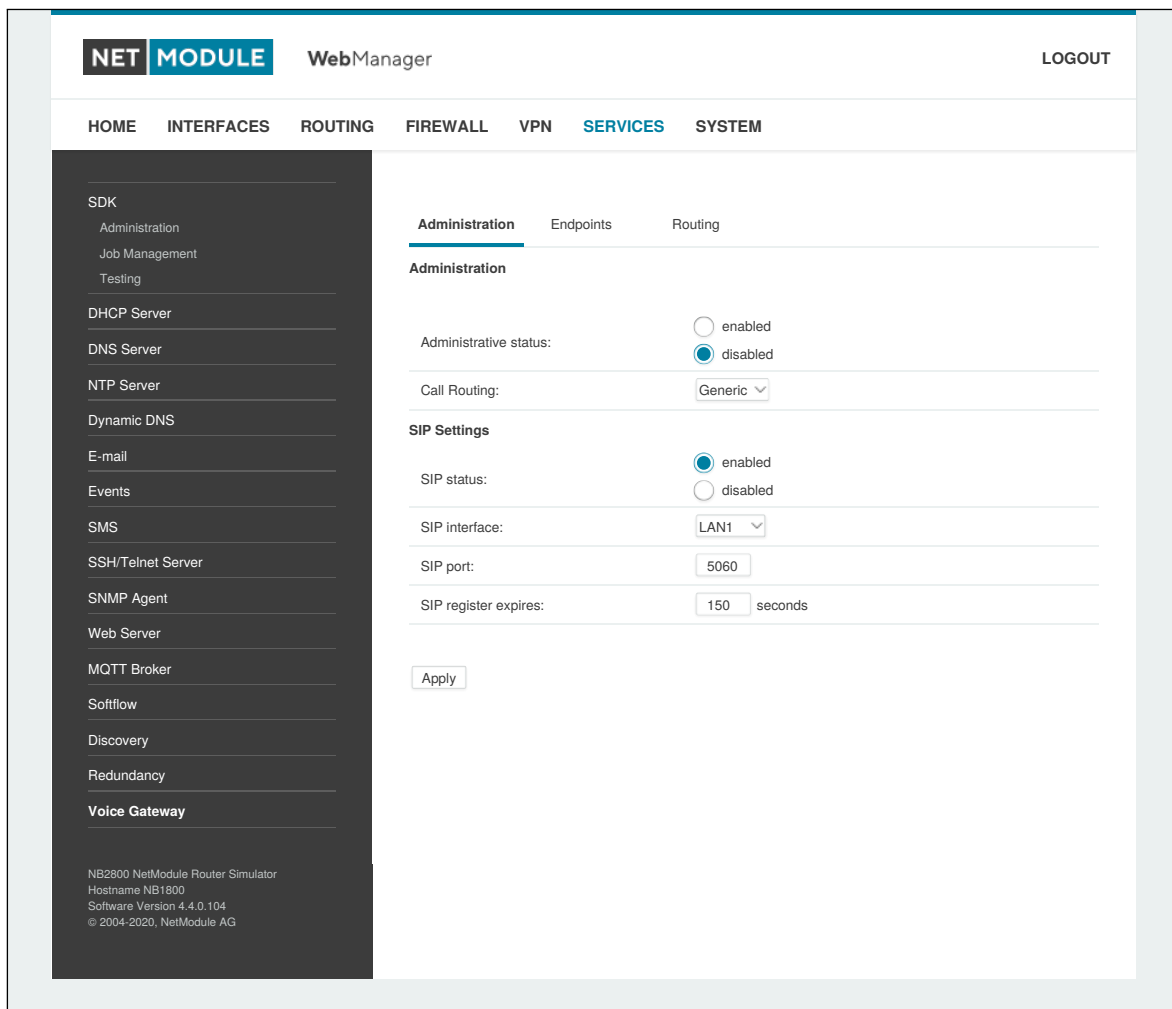 NET MODULE WebManager LOGOUT
HOME INTERFACES ROUTING FIREWALL VPN SERVICES SYSTEM
SDK
Administration
Job Management
Testing
DHCP Server
DNS Server
NTP Server
Dynamic DNS
E-mail
Events
SMS
SSH/Telnet Server
SNMP Agent
Web Server
MQTT Broker
Softflow
Discovery
Redundancy
Voice Gateway
NB2800 NetModule Router Simulator
Hostname NB1800
Software Version 4.4.0.104
© 2004-2020, NetModule AG
Administration Endpoints Routing
Administration
Administrative status:
enabled
disabled
Call Routing: Generic
SIP Settings
SIP status:
enabled
disabled
SIP interface: LAN1
SIP port: 5060
SIP register expires: 150 seconds
Apply